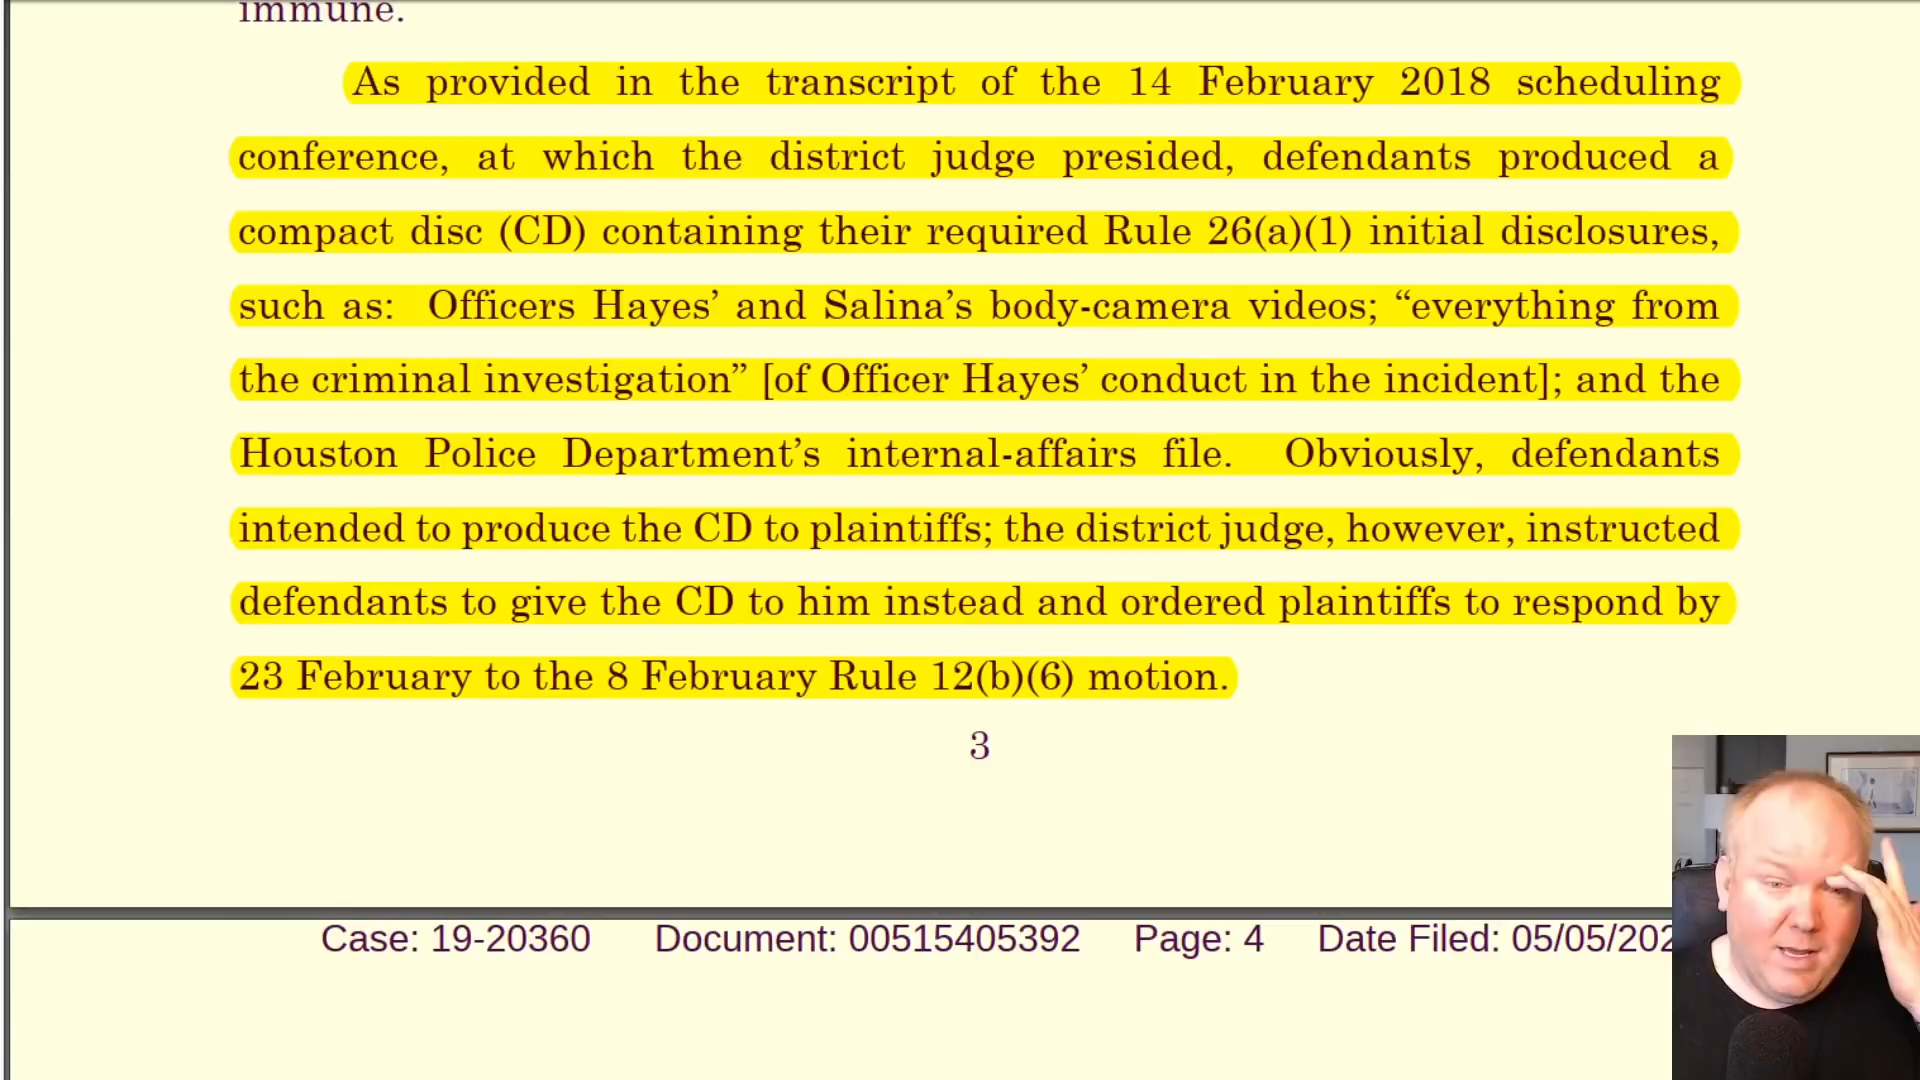 immune.
As provided in the transcript of the 14 February 2018 scheduling
conference, at which the district judge presided, defendants produced a
compact disc (CD) containing their required Rule 26(a)(1) initial disclosures,
such as: Officers Hayes’ and Salina’s body-camera videos; “everything from
the criminal investigation” [of Officer Hayes’ conduct in the incident]; and the
Houston Police Department’s internal-affairs file. Obviously, defendants
intended to produce the CD to plaintiffs; the district judge, however, instructed
defendants to give the CD to him instead and ordered plaintiffs to respond by
23 February to the 8 February Rule 12(b)(6) motion.
3
Case: 19-20360 Document: 00515405392 Page: 4 Date Filed: 05/05/202